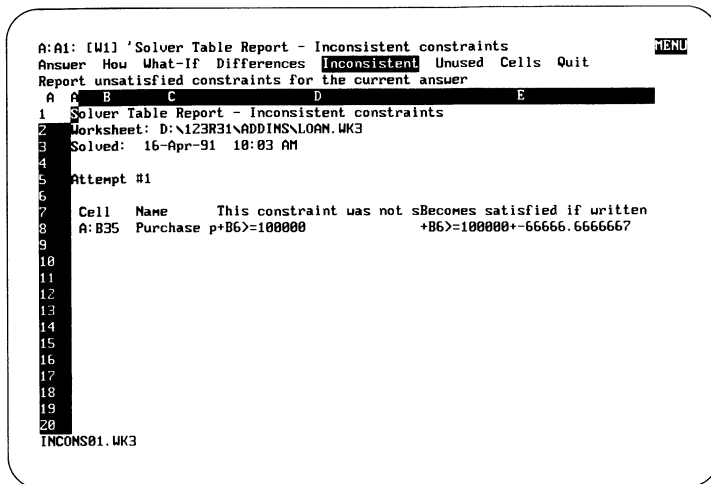 A:A1: [W1] 'Solver Table Report - Inconsistent constraints MENU
Answer How What-If Differences Inconsistent Unused Cells Quit
Report unsatisfied constraints for the current answer
A A B C D E
1 Solver Table Report - Inconsistent constraints
2 Worksheet: D:\123R31\ADDINS\LOAN.WK3
3 Solved: 16-Apr-91 10:03 AM
4
5 Attempt #1
6
7 Cell Name This constraint was not sBecomes satisfied if written
8 A:B35 Purchase p+B6>=100000 +B6>=100000+-66666.6666667
9
10
11
12
13
14
15
16
17
18
19
20
INCONS01.WK3